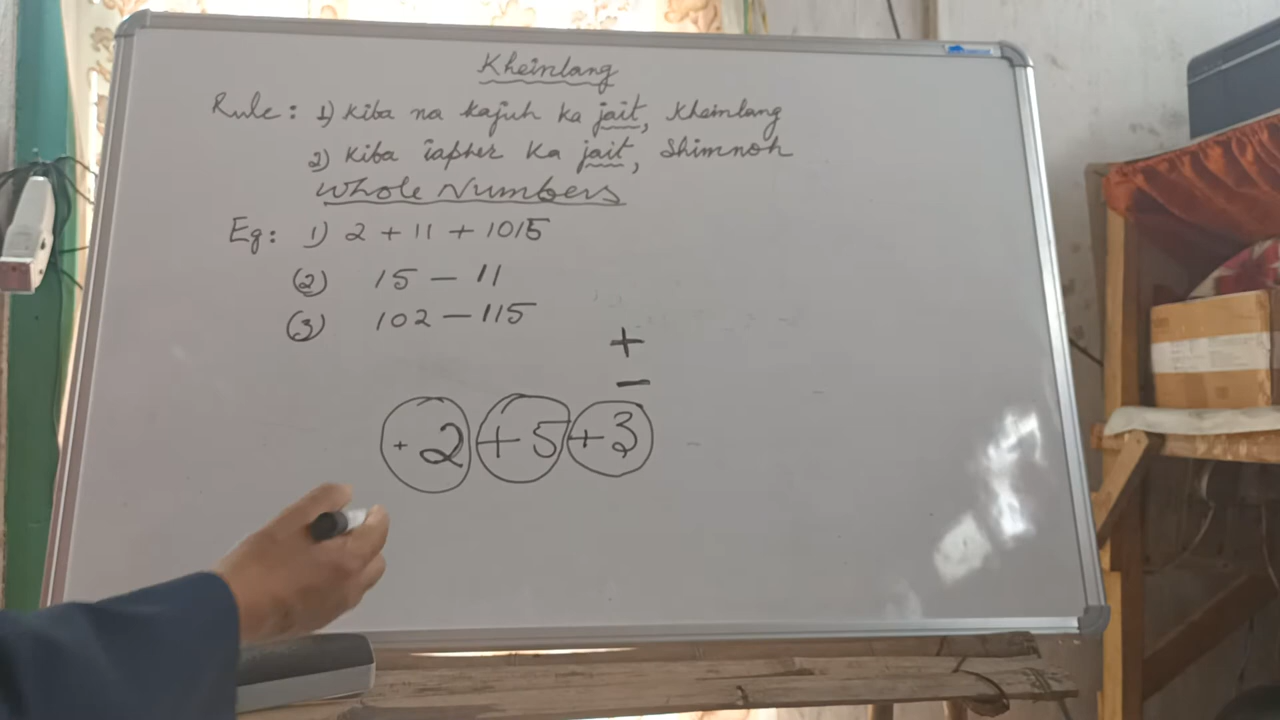 Kheinlang
Rule: 1) Kiba na kajuh ka jait, Kheinlang
2) Kiba iapher ka jait, Shimnoh
Whole Numbers
Eg: 1) 2 + 11 + 1015
(2) 15 - 11
(3) 102 - 115
+
-
+2 +5 +3